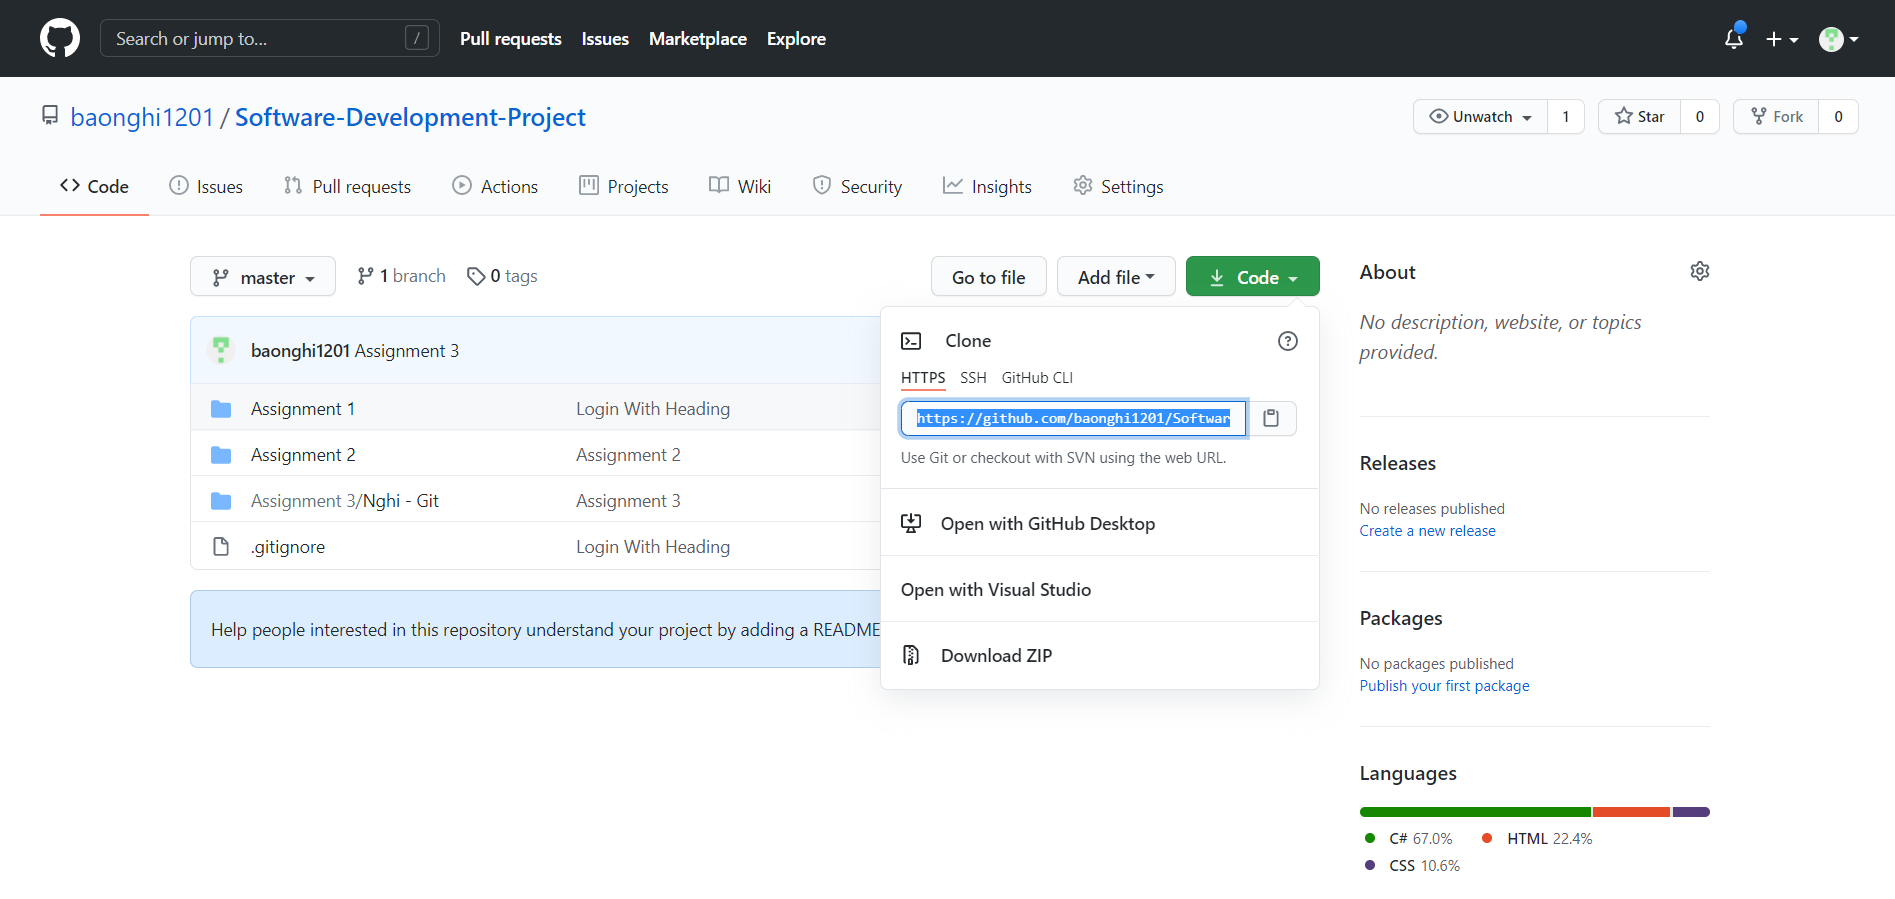 Search or jump to... /
Pull requests Issues Marketplace Explore
baonghi1201 / Software-Development-Project
Unwatch 1
Star 0
Fork 0
Code Issues Pull requests Actions Projects Wiki Security Insights Settings
master
1 branch
0 tags
Go to file
Add file
Code
baonghi1201 Assignment 3
Assignment 1 Login With Heading
Assignment 2 Assignment 2
Assignment 3/Nghi - Git Assignment 3
.gitignore Login With Heading
Help people interested in this repository understand your project by adding a README
Clone
HTTPS SSH GitHub CLI
https://github.com/baonghi1201/Softwar
Use Git or checkout with SVN using the web URL.
Open with GitHub Desktop
Open with Visual Studio
Download ZIP
About
No description, website, or topics
provided.
Releases
No releases published
Create a new release
Packages
No packages published
Publish your first package
Languages
C# 67.0% HTML 22.4%
CSS 10.6%